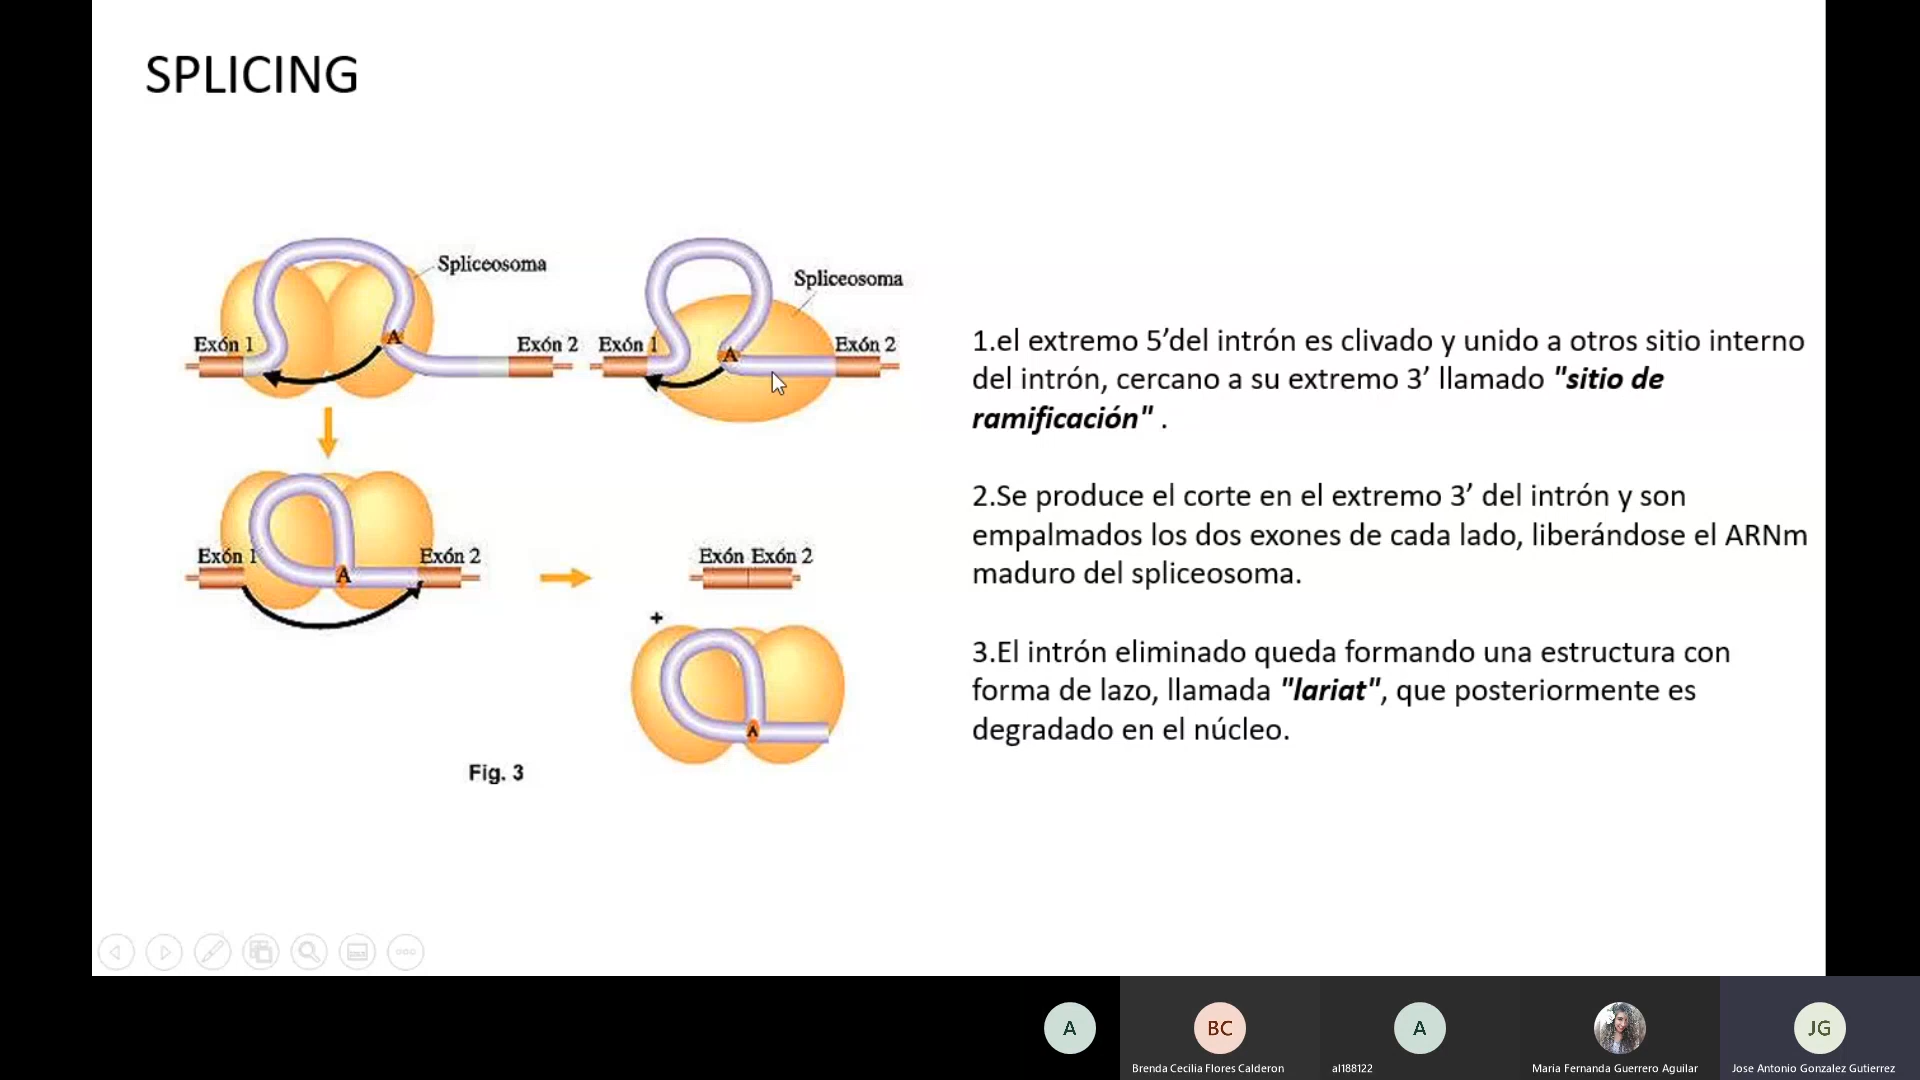 SPLICING
Spliceosoma
Exón 1
A
Exón 2
Spliceosoma
Exón 1
A
Exón 2
Exón 1
A
Exón 2
Exón Exón 2
+
A
Fig. 3
1.el extremo 5’del intrón es clivado y unido a otros sitio interno
del intrón, cercano a su extremo 3’ llamado "sitio de
ramificación" .
2.Se produce el corte en el extremo 3’ del intrón y son
empalmados los dos exones de cada lado, liberándose el ARNm
maduro del spliceosoma.
3.El intrón eliminado queda formando una estructura con
forma de lazo, llamada "lariat", que posteriormente es
degradado en el núcleo.
A
BC
Brenda Cecilia Flores Calderon
A
al188122
Maria Fernanda Guerrero Aguilar
JG
Jose Antonio Gonzalez Gutierrez